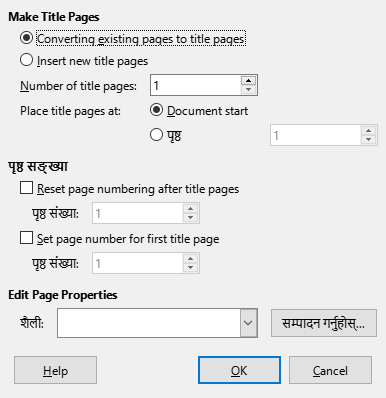 Make Title Pages
Converting existing pages to title pages
Insert new title pages
Number of title pages: 1
Place title pages at: Document start
पृष्ठ 1
पृष्ठ सङ्ख्या
Reset page numbering after title pages
पृष्ठ संख्या: 1
Set page number for first title page
पृष्ठ संख्या: 1
Edit Page Properties
शैली: सम्पादन गर्नुहोस्...
Help OK Cancel